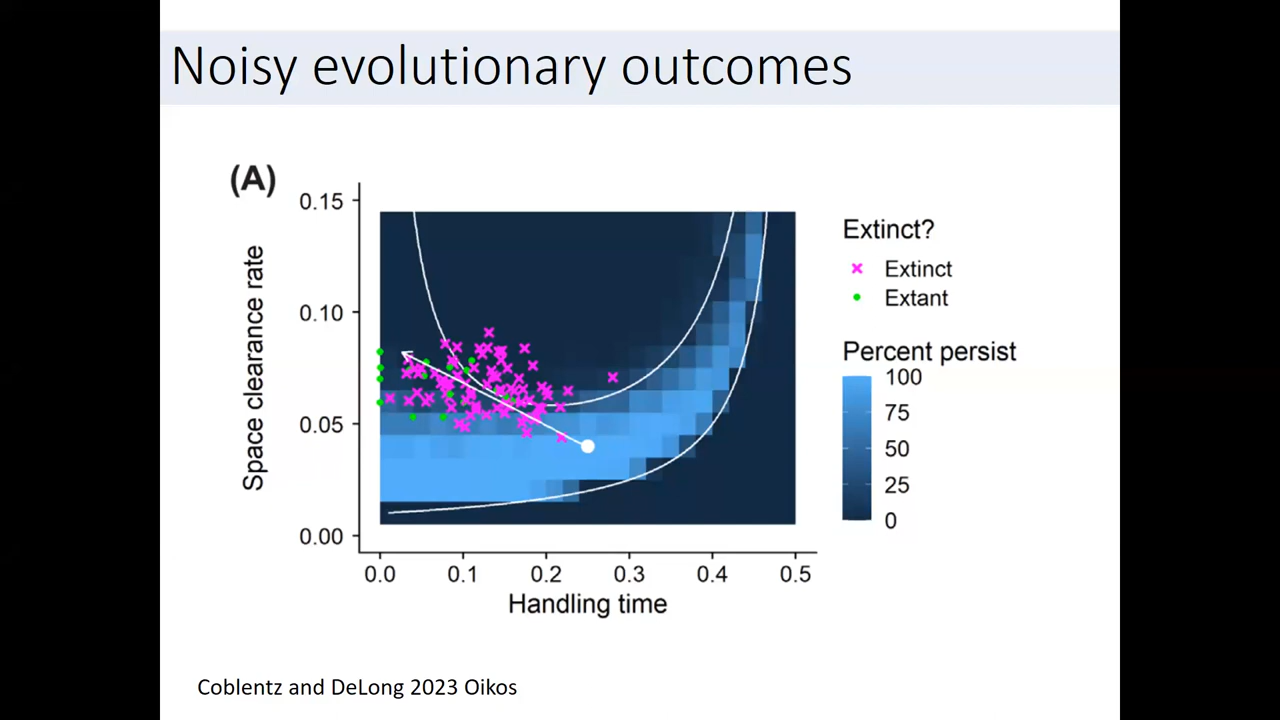 Noisy evolutionary outcomes
(A)
Space clearance rate
0.15
0.10
0.05
0.00
0.0 0.1 0.2 0.3 0.4 0.5
Handling time
Extinct?
Extinct
Extant
Percent persist
100
75
50
25
0
Coblentz and DeLong 2023 Oikos